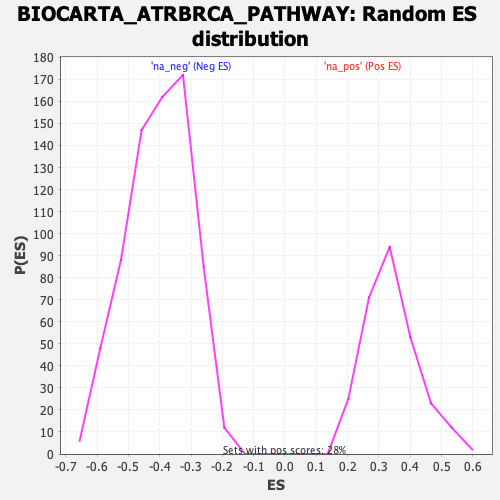 BIOCARTA_ATRBRCA_PATHWAY: Random ES
distribution
'na_neg' (Neg ES) 'na_pos' (Pos ES)
180
170
160
150
140
130
120
110
100
90
80
70
60
50
40
30
20
10
0
P(ES)
Sets with pos scores: 28%
-0.7 -0.6 -0.5 -0.4 -0.3 -0.2 -0.1 0.0 0.1 0.2 0.3 0.4 0.5 0.6
ES